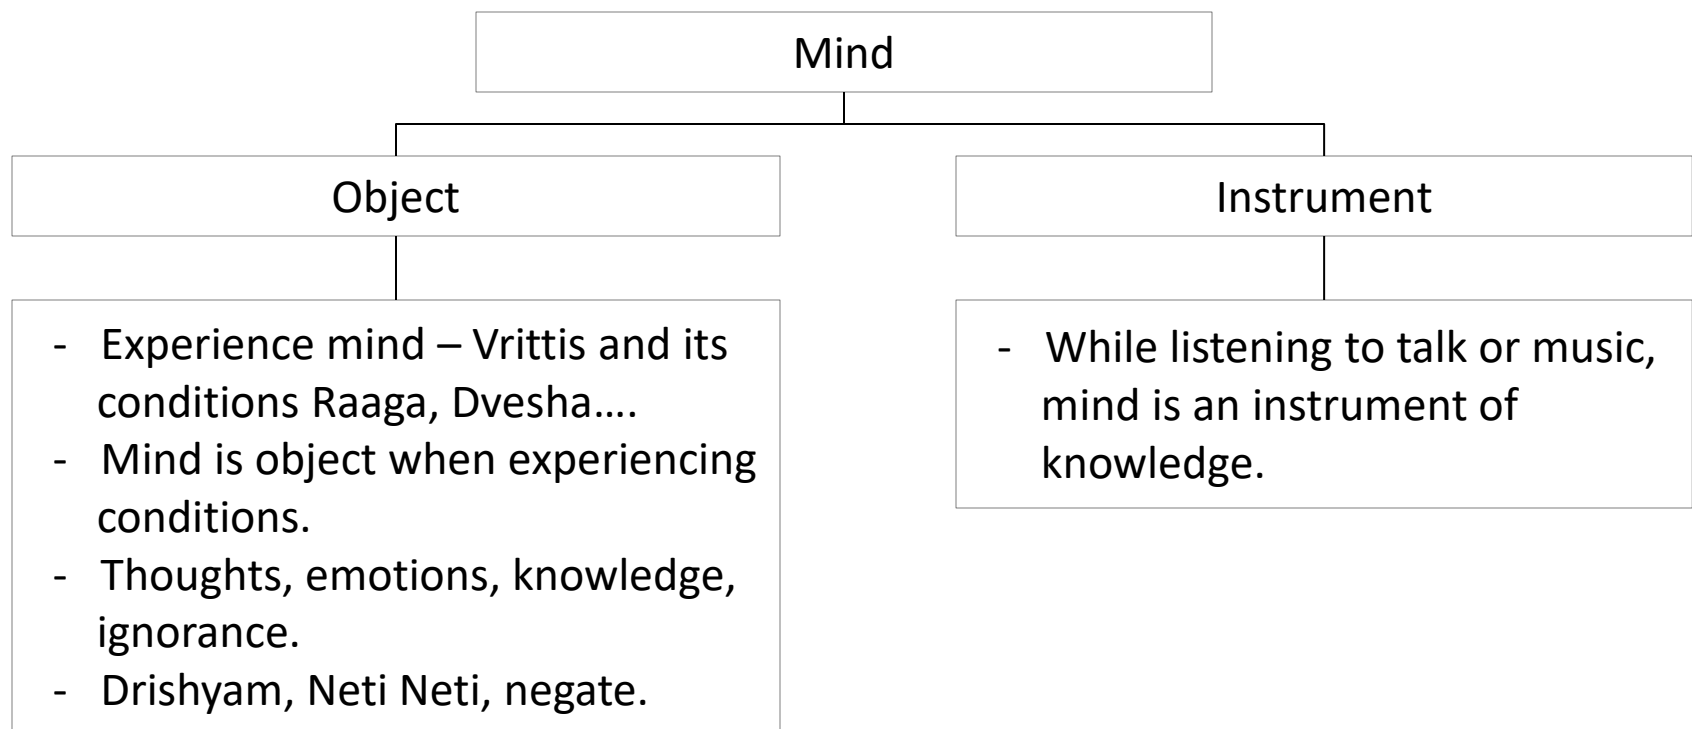 Mind
Object
Instrument
- Experience mind – Vrittis and its
conditions Raaga, Dvesha....
- Mind is object when experiencing
conditions.
- Thoughts, emotions, knowledge,
ignorance.
- Drishyam, Neti Neti, negate.
- While listening to talk or music,
mind is an instrument of
knowledge.